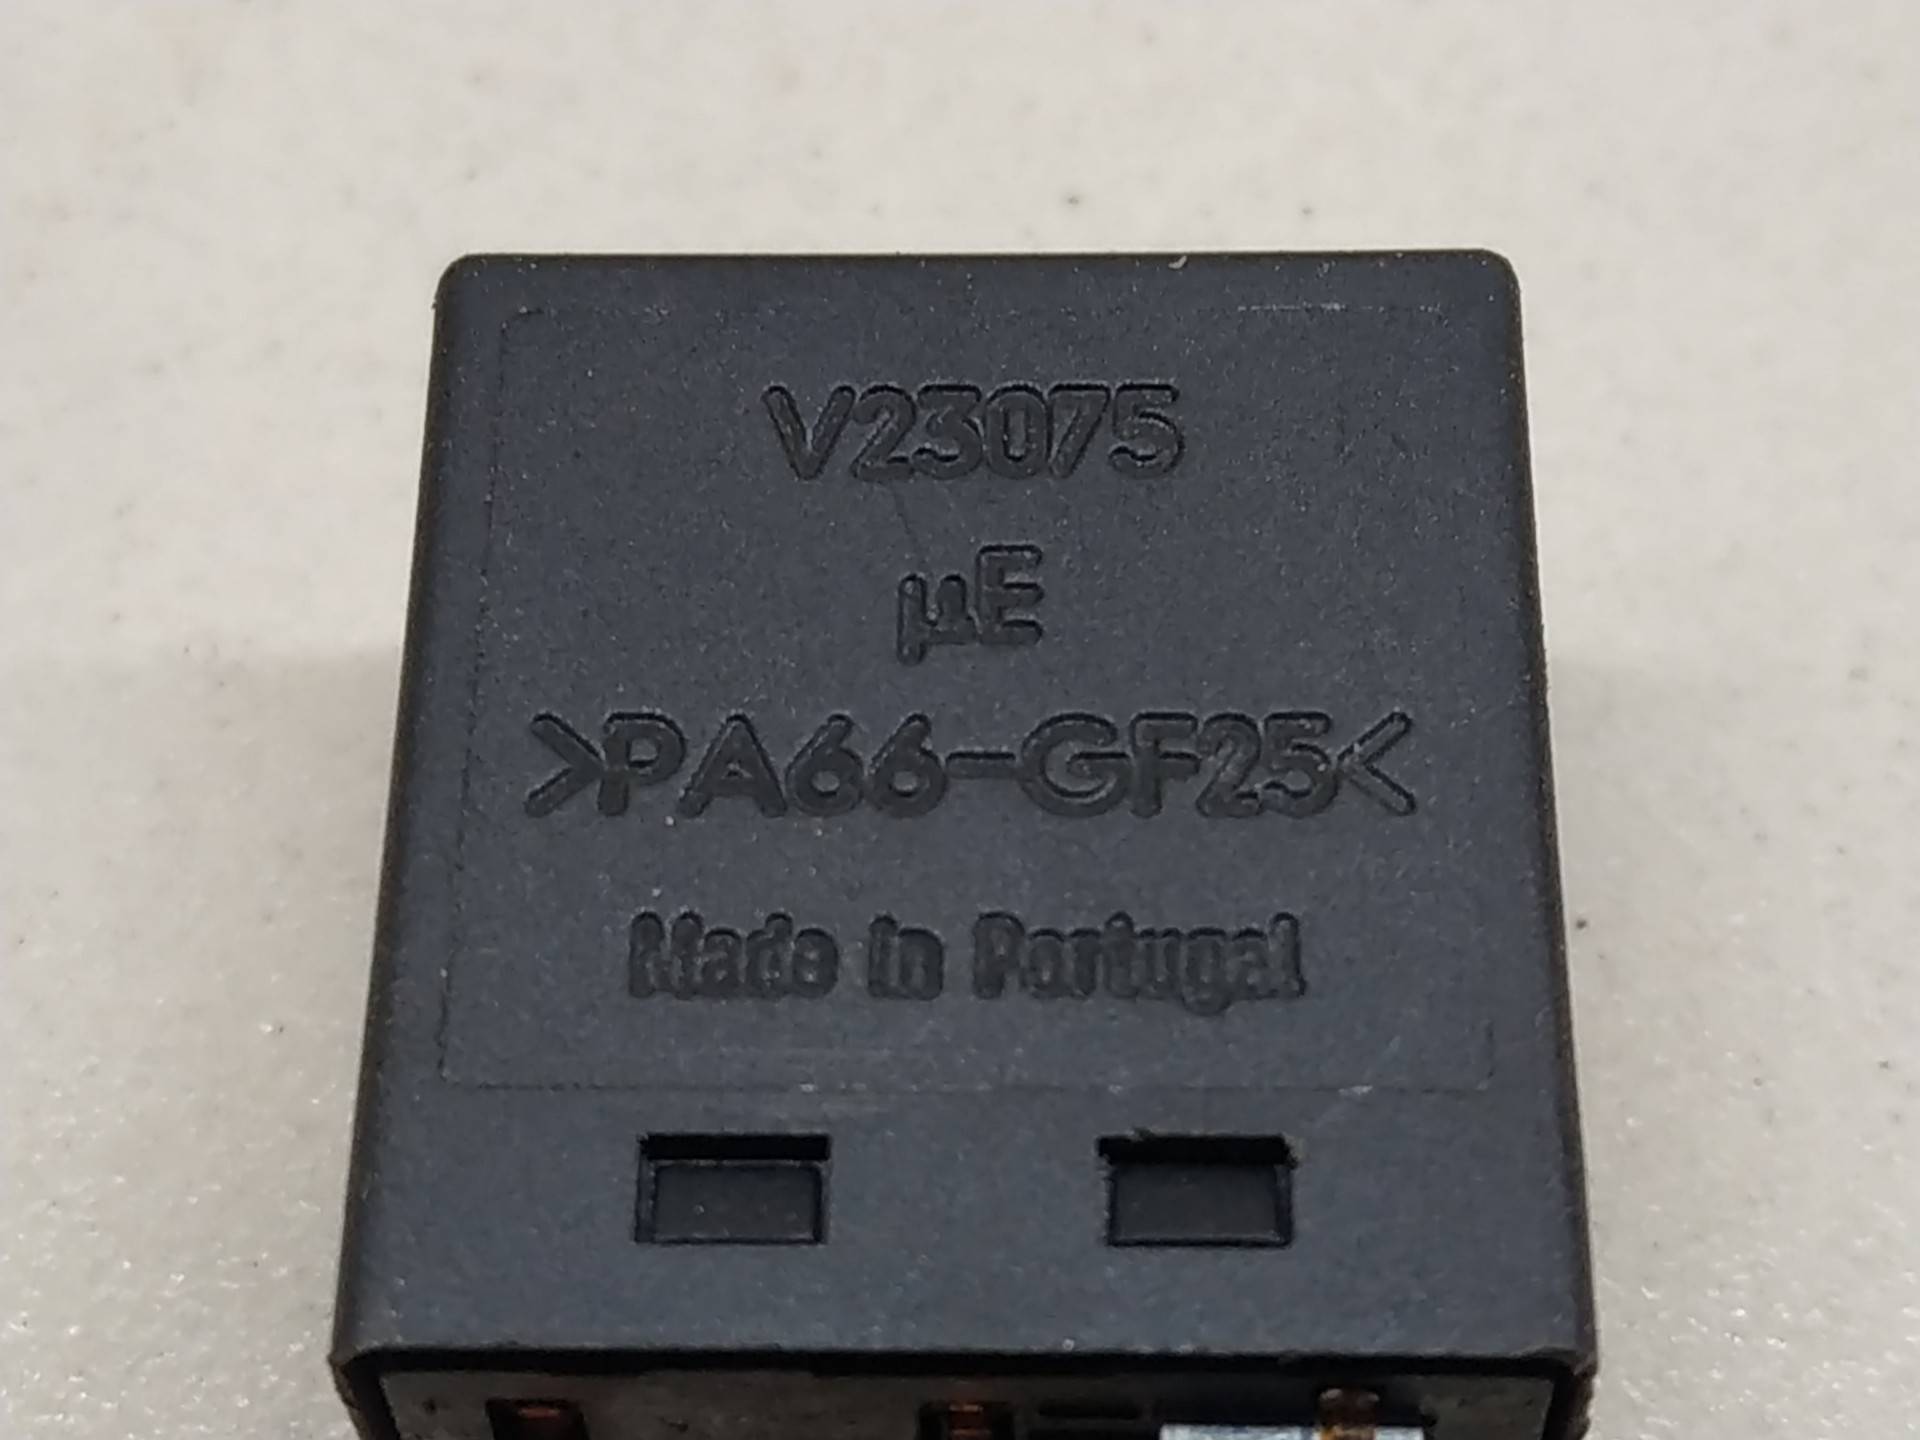 V23075
µE
>PA66-GF25<
Made in Portugal